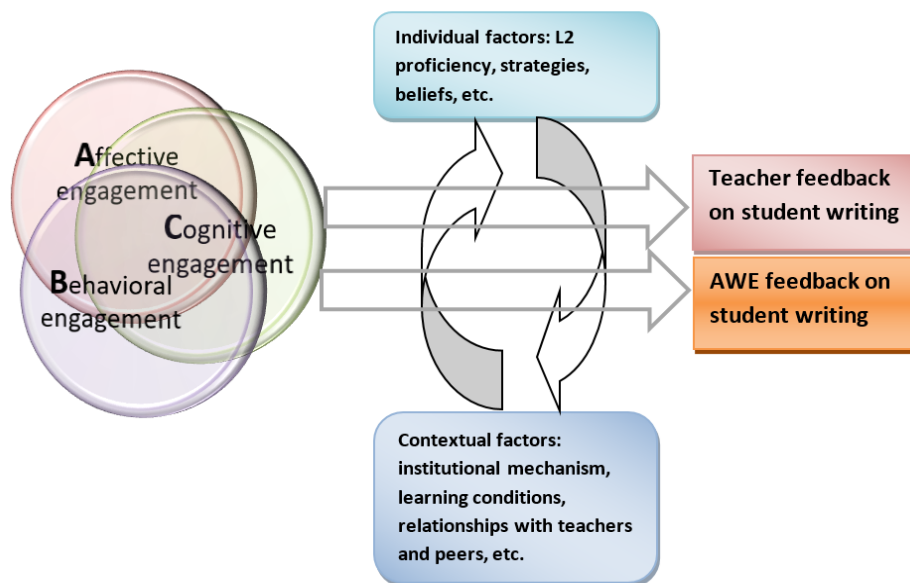 Affective
engagement
Cognitive
engagement
Behavioral
engagement
Individual factors: L2
proficiency, strategies,
beliefs, etc.
Contextual factors:
institutional mechanism,
learning conditions,
relationships with teachers
and peers, etc.
Teacher feedback
on student writing
AWE feedback on
student writing